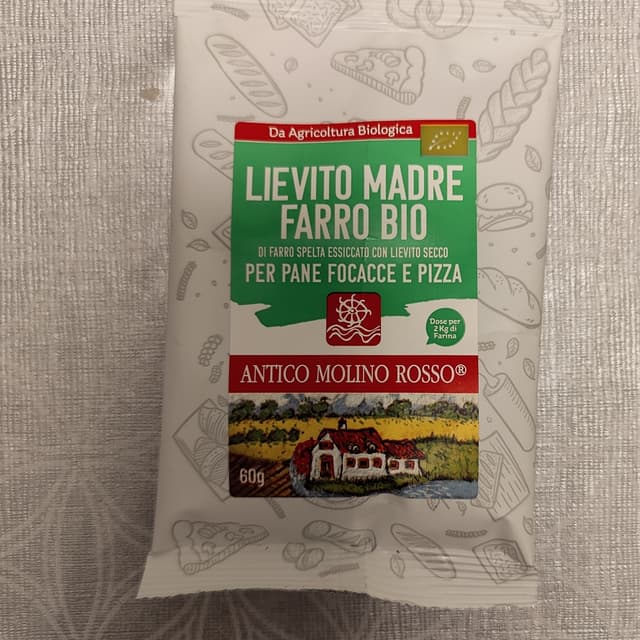 Da Agricoltura Biologica
LIEVITO MADRE
FARRO BIO
DI FARRO SPELTA ESSICCATO CON LIEVITO SECCO
PER PANE FOCACCE E PIZZA
Dose per
2 Kg di
Farina
ANTICO MOLINO ROSSO®
60g